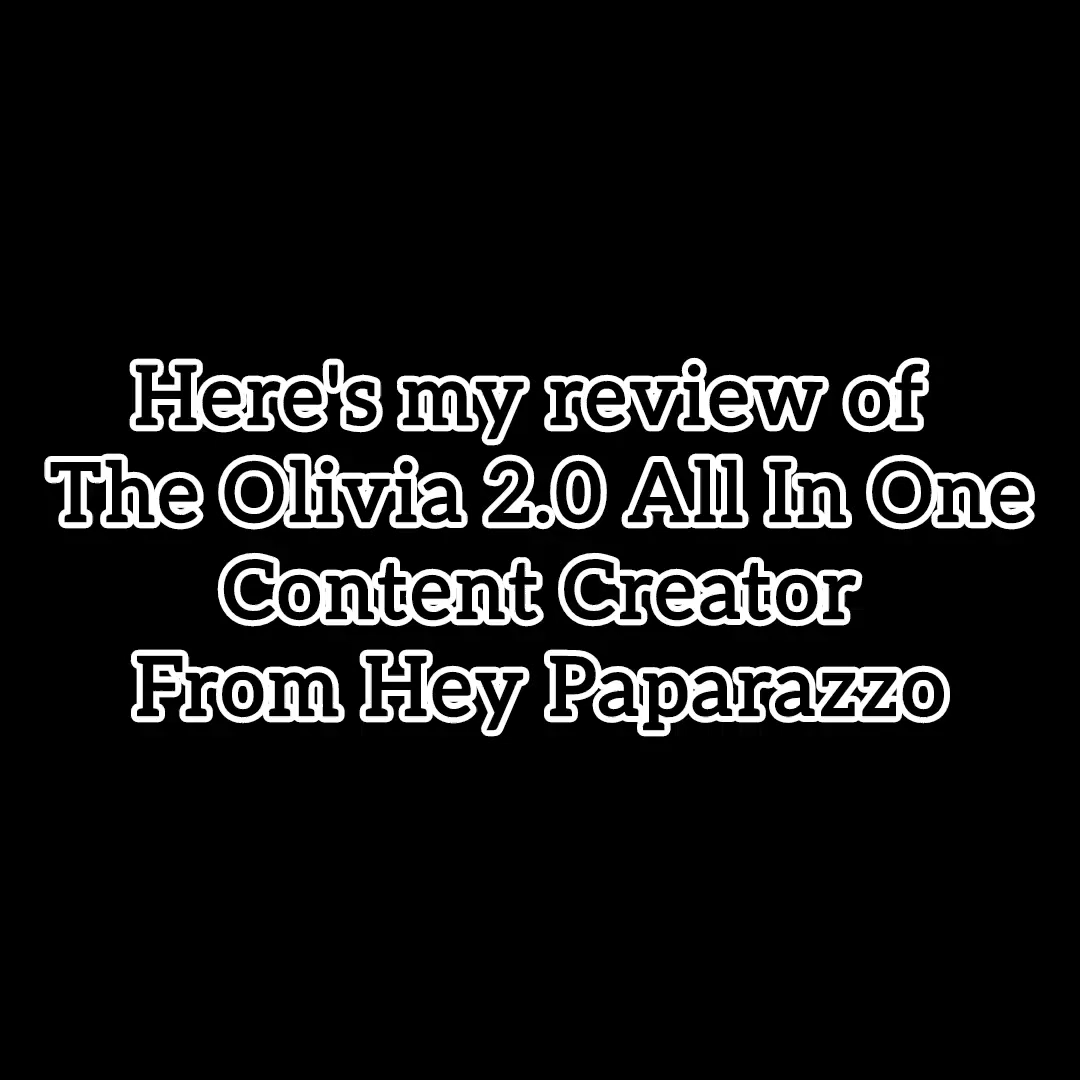 Here's my review of
The Olivia 2.0 All In One
Content Creator
From Hey Paparazzo